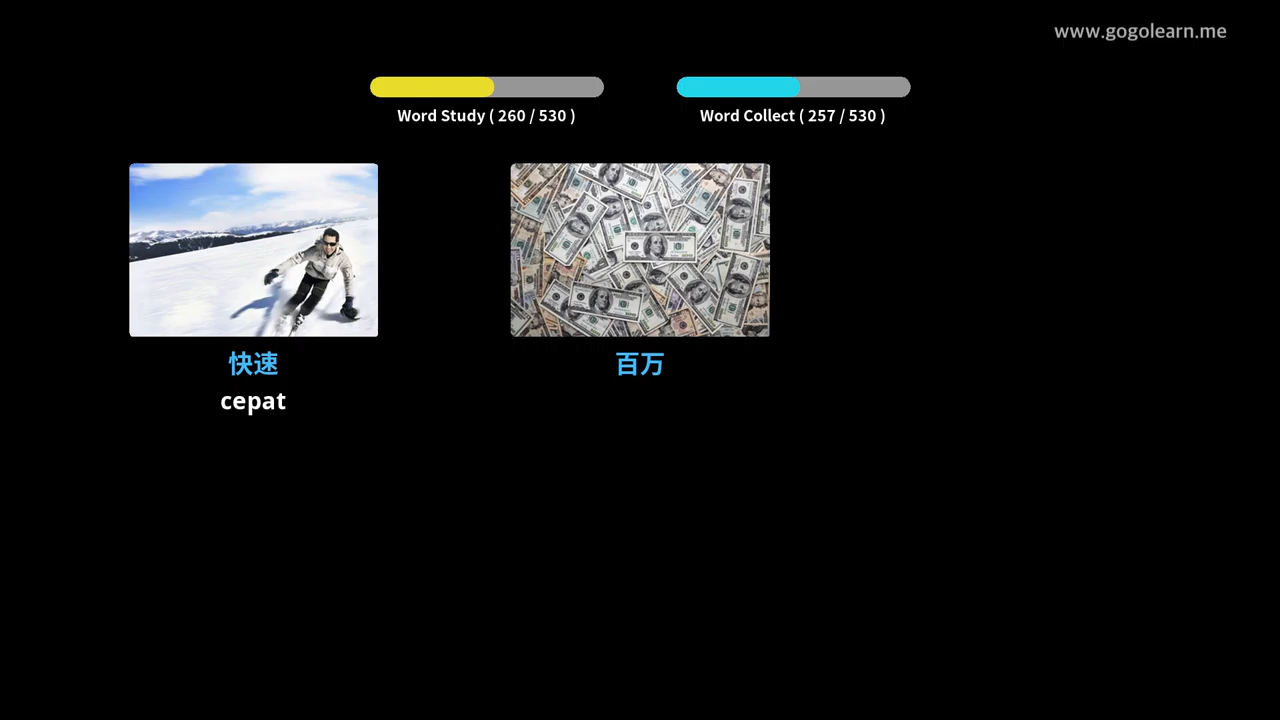 www.gogolearn.me
Word Study ( 260 / 530 )
Word Collect ( 257 / 530 )
快速
百万
cepat